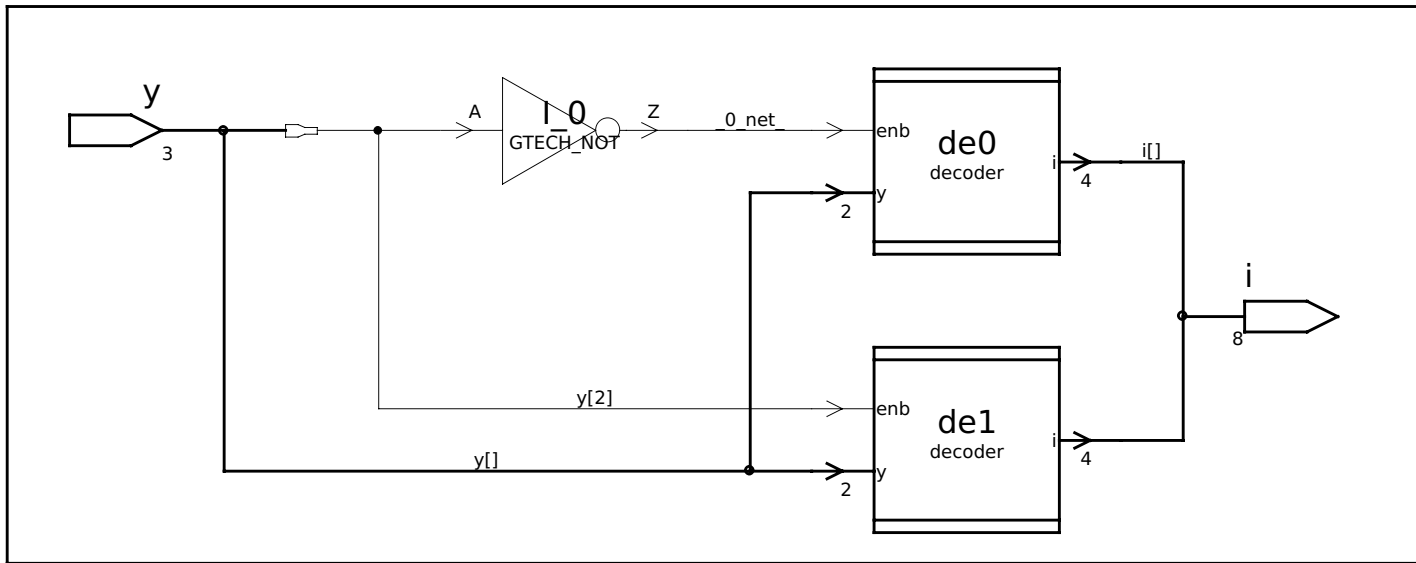 y
3
A
I_0
GTECH_NOT
Z
_0_net_
enb
de0
decoder
i
4
i[]
2
y
i
8
y[2]
enb
de1
decoder
i
4
y[]
2
y